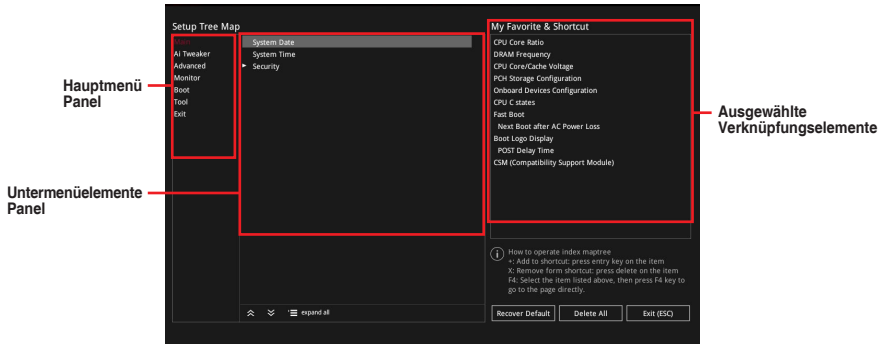 Setup Tree Map
Main
Ai Tweaker
Advanced
Monitor
Boot
Tool
Exit
System Date
System Time
Security
expand all
My Favorite & Shortcut
CPU Core Ratio
DRAM Frequency
CPU Core/Cache Voltage
PCH Storage Configuration
Onboard Devices Configuration
CPU C states
Fast Boot
Next Boot after AC Power Loss
Boot Logo Display
POST Delay Time
CSM (Compatibility Support Module)
How to operate index maptree
+: Add to shortcut: press entry key on the item
X: Remove form shortcut: press delete on the item
F4: Select the item listed above, then press F4 key to
go to the page directly.
Recover Default
Delete All
Exit (ESC)
Hauptmenü
Panel
Untermenüelemente
Panel
Ausgewählte
Verknüpfungselemente